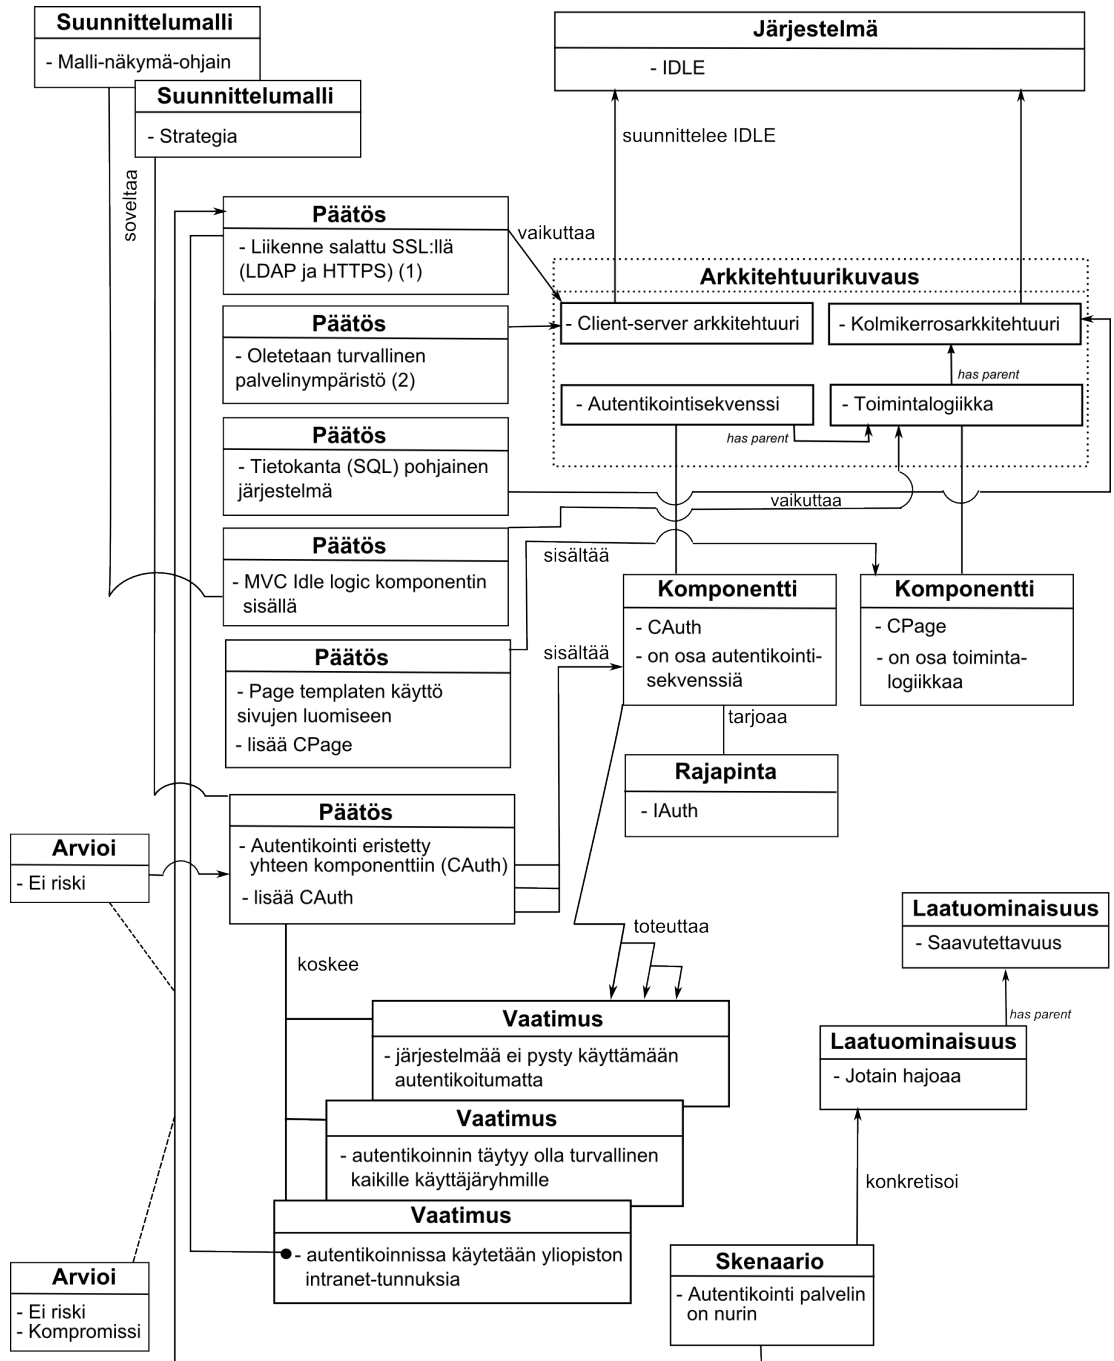 Suunnittelumalli
- Malli-näkymä-ohjain
Suunnittelumalli
- Strategia
soveltaa
Järjestelmä
- IDLE
suunnittelee IDLE
Päätös
- Liikenne salattu SSL:llä
(LDAP ja HTTPS) (1)
vaikuttaa
Päätös
- Oletetaan turvallinen
palvelinympäristö (2)
Arkkitehtuurikuvaus
- Client-server arkkitehtuuri
- Kolmikerrosarkkitehtuuri
has parent
- Autentikointisekvenssi
- Toimintalogiikka
has parent
Päätös
- Tietokanta (SQL) pohjainen
järjestelmä
vaikuttaa
Päätös
- MVC Idle logic komponentin
sisällä
sisältää
Komponentti
- CAuth
- on osa autentikointi-
sekvenssiä
Komponentti
- CPage
- on osa toiminta-
logiikkaa
Päätös
- Page templaten käyttö
sivujen luomiseen
- lisää CPage
sisältää
tarjoaa
Rajapinta
- IAuth
Päätös
- Autentikointi eristetty
yhteen komponenttiin (CAuth)
- lisää CAuth
Arvioi
- Ei riski
koskee
toteuttaa
Laatuominaisuus
- Saavutettavuus
has parent
Laatuominaisuus
- Jotain hajoaa
Vaatimus
- järjestelmää ei pysty käyttämään
autentikoitumatta
Vaatimus
- autentikoinnin täytyy olla turvallinen
kaikille käyttäjäryhmille
Vaatimus
- autentikoinnissa käytetään yliopiston
intranet-tunnuksia
konkretisoi
Skenaario
- Autentikointi palvelin
on nurin
Arvioi
- Ei riski
- Kompromissi